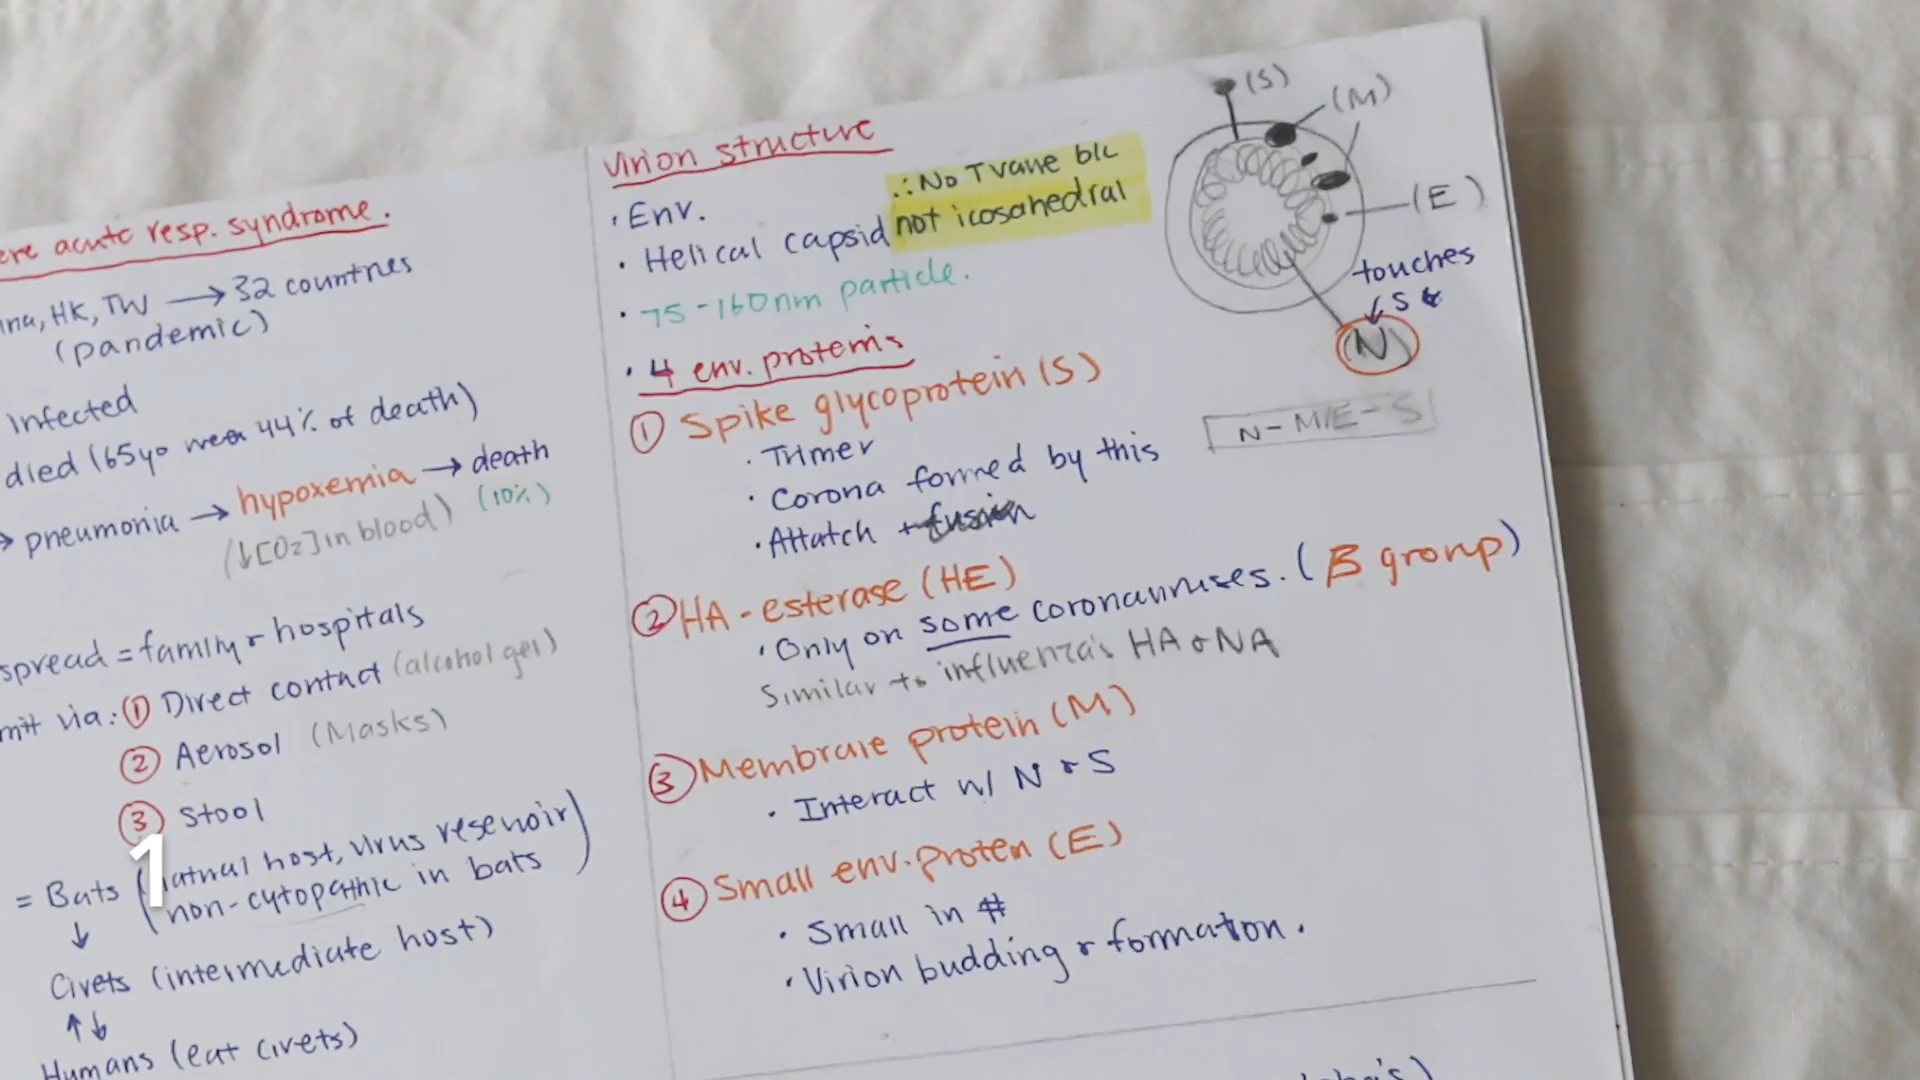 ere acute resp. syndrome.
ina, HK, TW → 32 countries
(pandemic)
infected
died (65yo 44% of death)
→ pneumonia → hypoxemia → death
(↓[O2] in blood) (10%)
spread = family & hospitals
mit via: ① Direct contact (alcohol gel)
② Aerosol (Masks)
③ Stool
= Bats (natural host, virus resevoir
non-cytopathic in bats)
↓
Civets (intermediate host)
↑↓
Humans (eat civets)
1
Virion structure
• Env.
• Helical capsid
∴ No T value b/c
not icosahedral
• 75-160nm particle.
• 4 env. proteins
① Spike glycoprotein (S)
• Trimer
• Corona formed by this
• Attatch + fusion
② HA-esterase (HE)
• Only on some coronaviruses. (B group)
Similar to influenza's HA & NA
③ Membrane protein (M)
• Interact w/ N & S
④ Small env. protein (E)
• Small in #
• Virion budding & formation.
(S)
(M)
(E)
touches
S
(N)
N-M/E-S